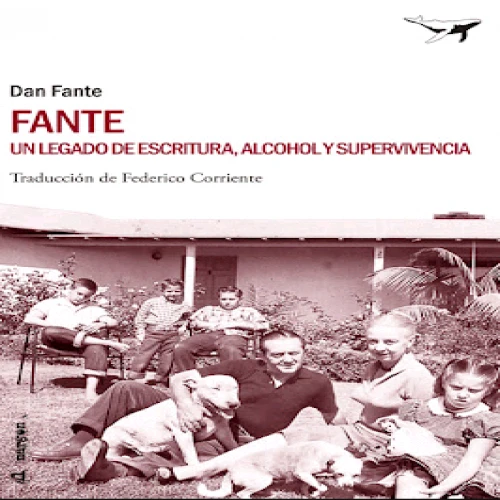 Dan Fante
FANTE
UN LEGADO DE ESCRITURA, ALCOHOL Y SUPERVIVENCIA
Traducción de Federico Corriente